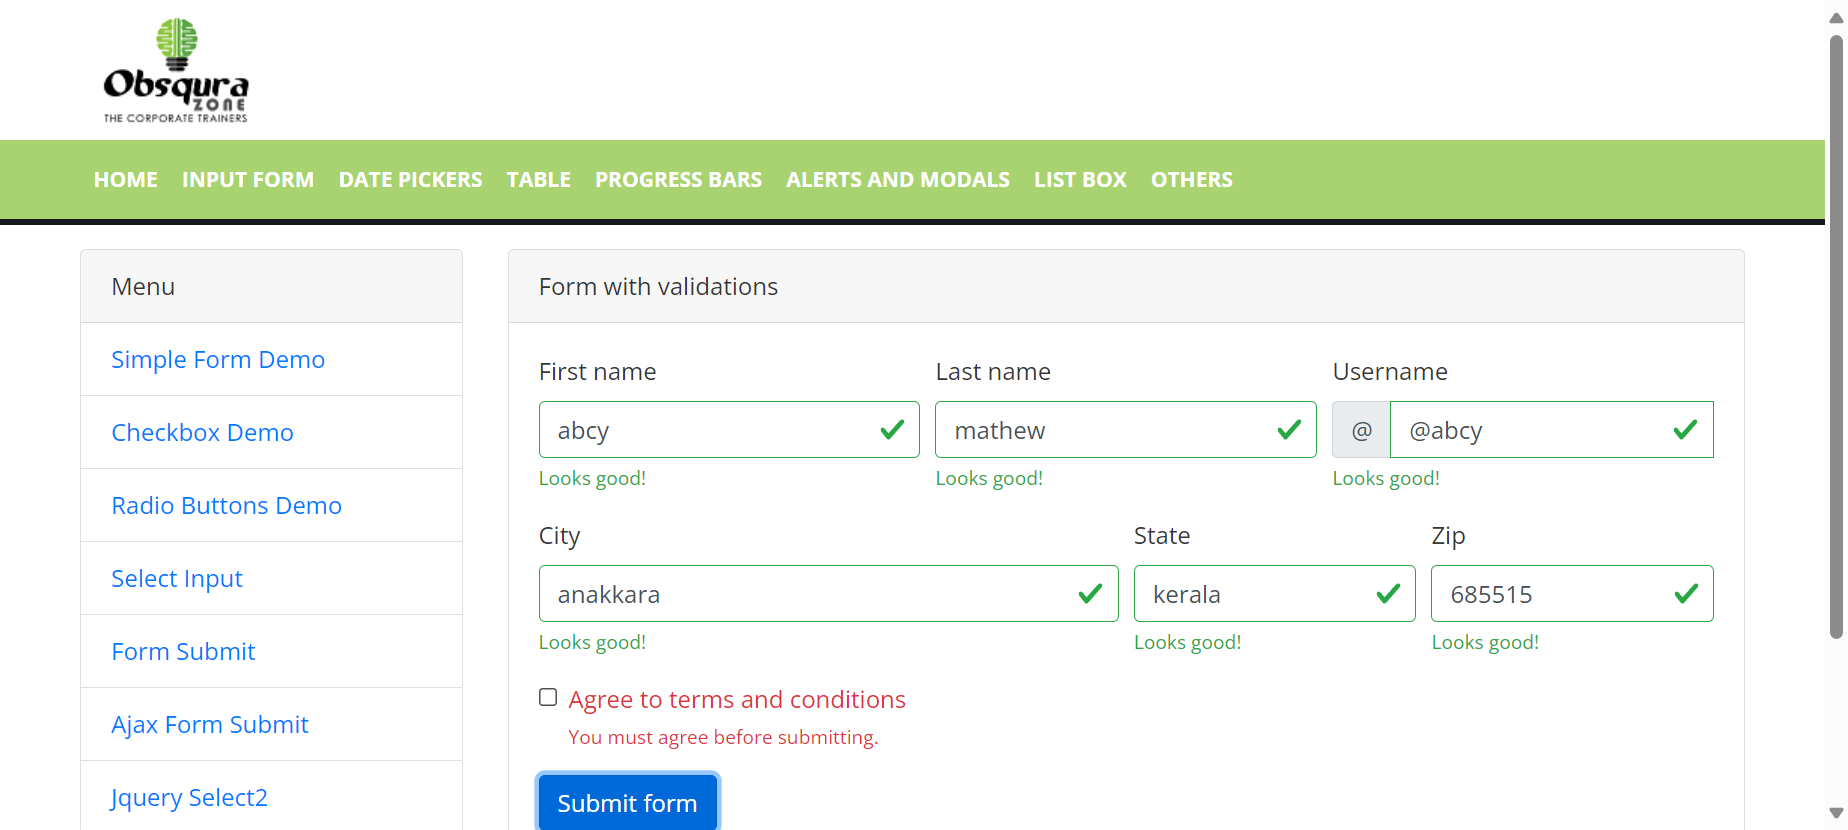 Obsqura
ZONE
THE CORPORATE TRAINERS
HOME INPUT FORM DATE PICKERS TABLE PROGRESS BARS ALERTS AND MODALS LIST BOX OTHERS
Menu
Simple Form Demo
Checkbox Demo
Radio Buttons Demo
Select Input
Form Submit
Ajax Form Submit
Jquery Select2
Form with validations
First name Last name Username
abcy mathew @ @abcy
Looks good! Looks good! Looks good!
City State Zip
anakkara kerala 685515
Looks good! Looks good! Looks good!
Agree to terms and conditions
You must agree before submitting.
Submit form